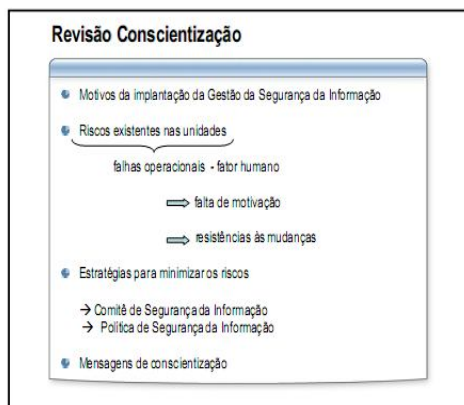 Revisão Conscientização
Motivos da implantação da Gestão da Segurança da Informação
Riscos existentes nas unidades
falhas operacionais - fator humano
falta de motivação
resistências às mudanças
Estratégias para minimizar os riscos
→ Comitê de Segurança da Informação
→ Política de Segurança da Informação
Mensagens de conscientização